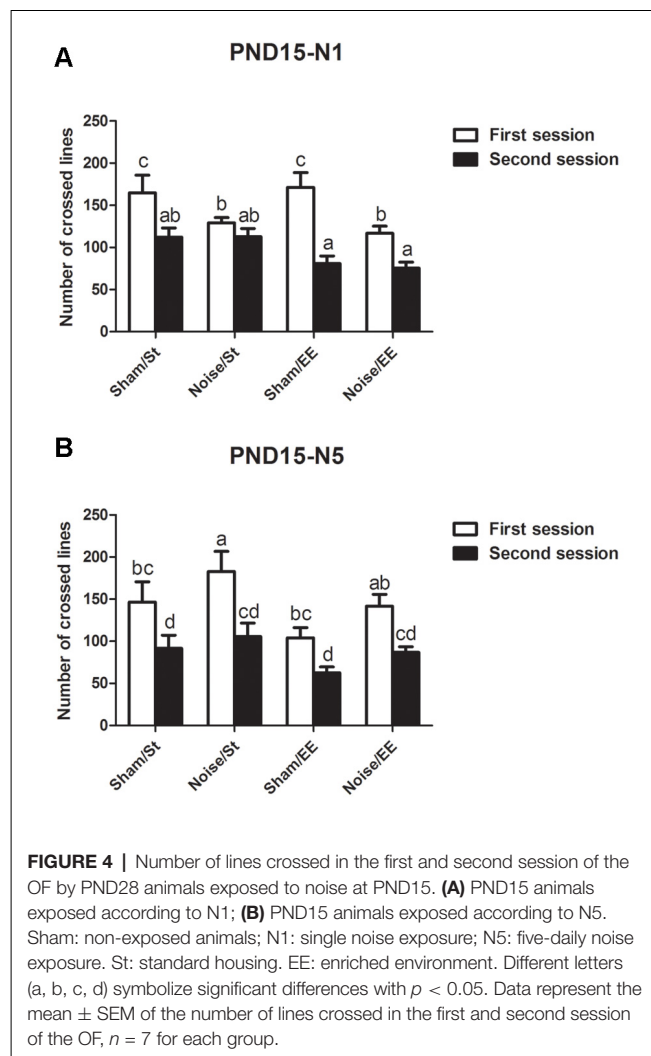 A
PND15-N1
Number of crossed lines
250
200
150
100
50
0
c
ab
b
ab
c
a
b
a
First session
Second session
Sham/St
Noise/St
Sham/EE
Noise/EE
B
PND15-N5
Number of crossed lines
250
200
150
100
50
0
bc
d
a
cd
bc
d
ab
cd
First session
Second session
Sham/St
Noise/St
Sham/EE
Noise/EE
FIGURE 4 | Number of lines crossed in the first and second session of the
OF by PND28 animals exposed to noise at PND15. (A) PND15 animals
exposed according to N1; (B) PND15 animals exposed according to N5.
Sham: non-exposed animals; N1: single noise exposure; N5: five-daily noise
exposure. St: standard housing. EE: enriched environment. Different letters
(a, b, c, d) symbolize significant differences with p < 0.05. Data represent the
mean ± SEM of the number of lines crossed in the first and second session
of the OF, n = 7 for each group.